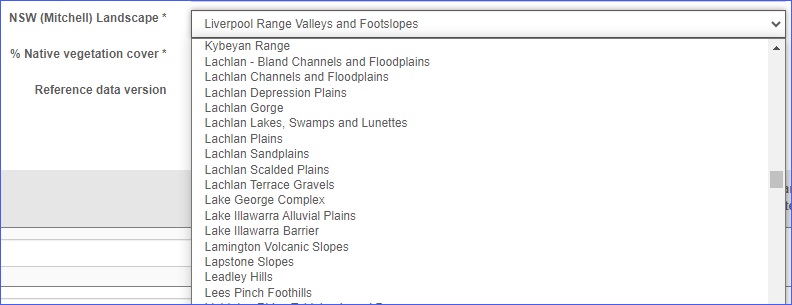 NSW (Mitchell) Landscape *
Liverpool Range Valleys and Footslopes
% Native vegetation cover *
Reference data version
Kybeyan Range
Lachlan - Bland Channels and Floodplains
Lachlan Channels and Floodplains
Lachlan Depression Plains
Lachlan Gorge
Lachlan Lakes, Swamps and Lunettes
Lachlan Plains
Lachlan Sandplains
Lachlan Scalded Plains
Lachlan Terrace Gravels
Lake George Complex
Lake Illawarra Alluvial Plains
Lake Illawarra Barrier
Lamington Volcanic Slopes
Lapstone Slopes
Leadley Hills
Lees Pinch Foothills